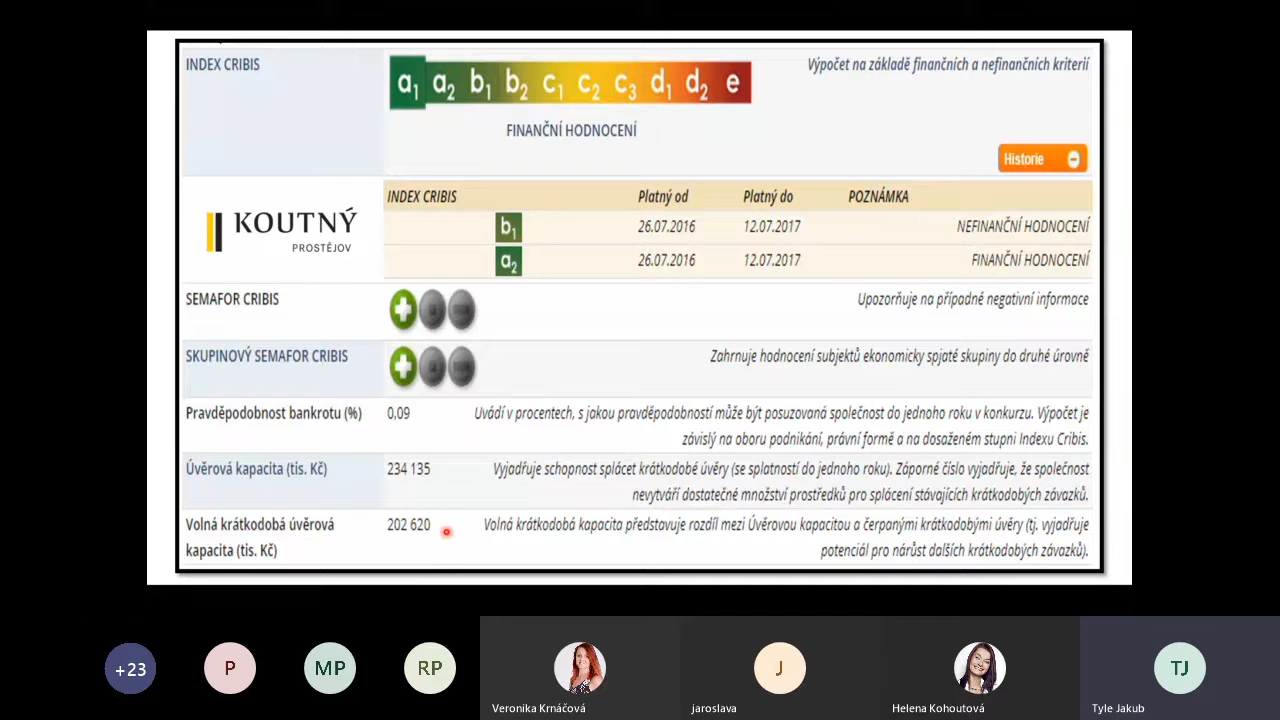 INDEX CRIBIS
a1 a2 b1 b2 c1 c2 c3 d1 d2 e
Výpočet na základě finančních a nefinančních kriterií
FINANČNÍ HODNOCENÍ
Historie
KOUTNÝ
PROSTĚJOV
INDEX CRIBIS Platný od Platný do POZNÁMKA
b1 26.07.2016 12.07.2017 NEFINANČNÍ HODNOCENÍ
a2 26.07.2016 12.07.2017 FINANČNÍ HODNOCENÍ
SEMAFOR CRIBIS Upozorňuje na případné negativní informace
SKUPINOVÝ SEMAFOR CRIBIS Zahrnuje hodnocení subjektů ekonomicky spjaté skupiny do druhé úrovně
Pravděpodobnost bankrotu (%) 0,09 Uvádí v procentech, s jakou pravděpodobností může být posuzovaná společnost do jednoho roku v konkurzu. Výpočet je
závislý na oboru podnikání, právní formě a na dosaženém stupni Indexu Cribis.
Úvěrová kapacita (tis. Kč) 234 135 Vyjadřuje schopnost splácet krátkobé úvěry (se splatností do jednoho roku). Záporné číslo vyjadřuje, že společnost
nevytváří dostatečné množství prostředků pro splácení stávajících krátkodobých závazků.
Volná krátkodobá úvěrová 202 620 Volná krátkodobá kapacita představuje rozdíl mezi Úvěrovou kapacitou a čerpanými krátkodobými úvěry (tj. vyjadřuje
kapacita (tis. Kč) potenciál pro nárůst dalších krátkodobých závazků).
+23 P MP RP J TJ
Veronika Krnáčová jaroslava Helena Kohoutová Tyle Jakub